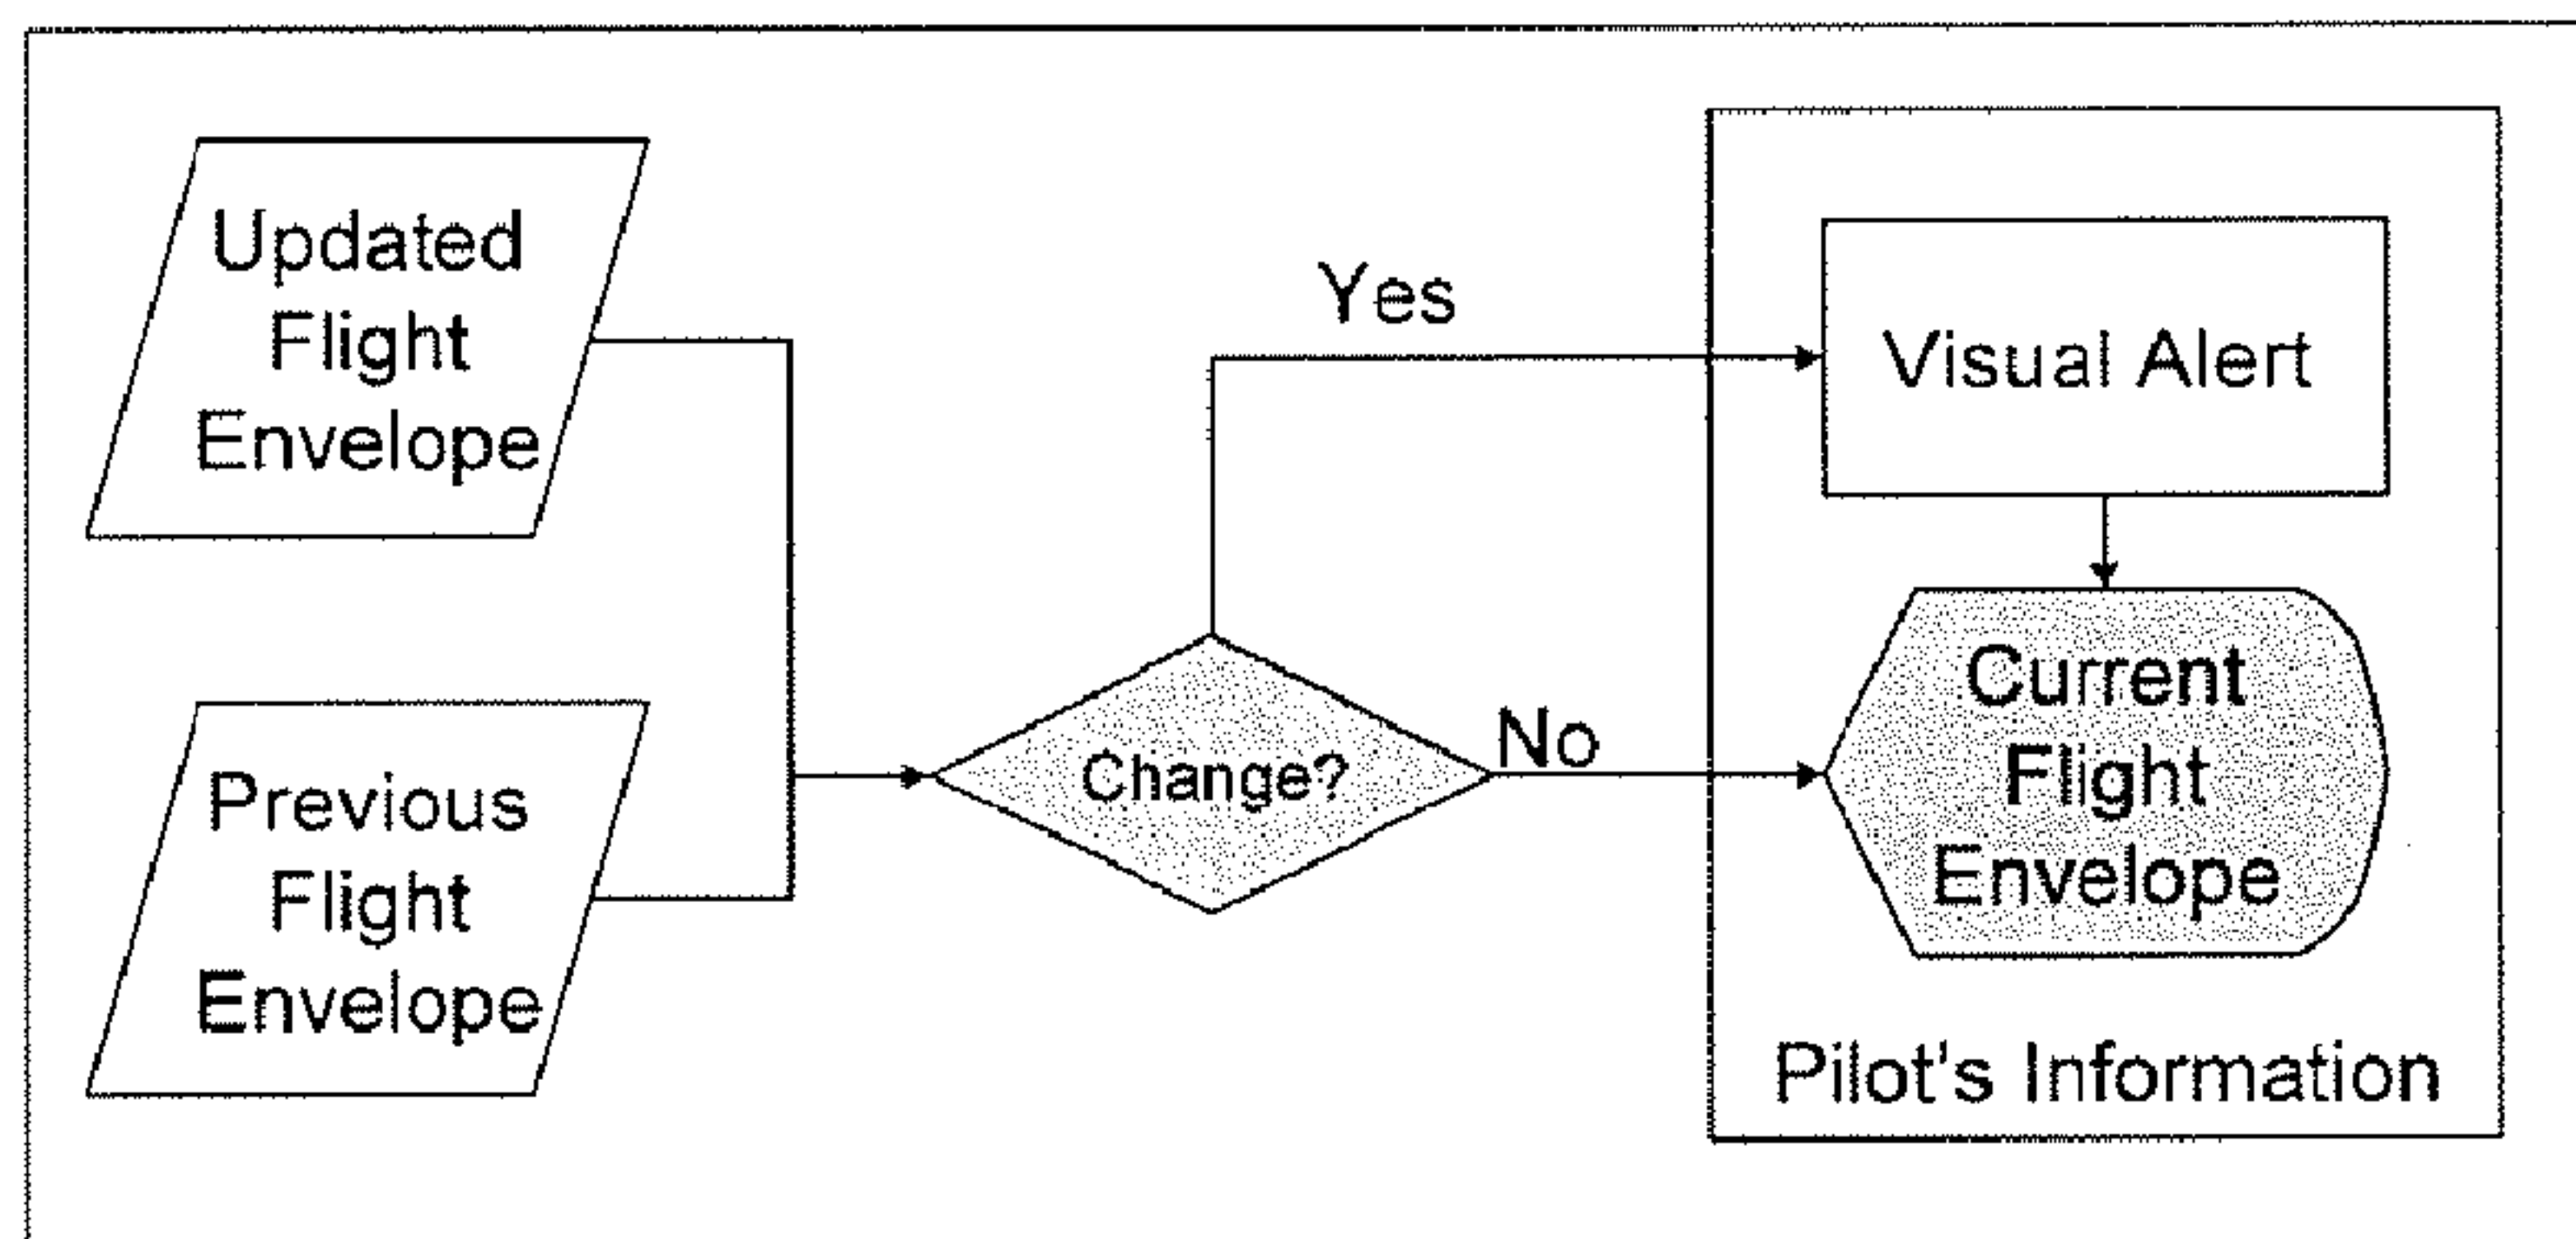 Updated
Flight
Envelope
Previous
Flight
Envelope
Change?
Yes
No
Visual Alert
Current
Flight
Envelope
Pilot's Information